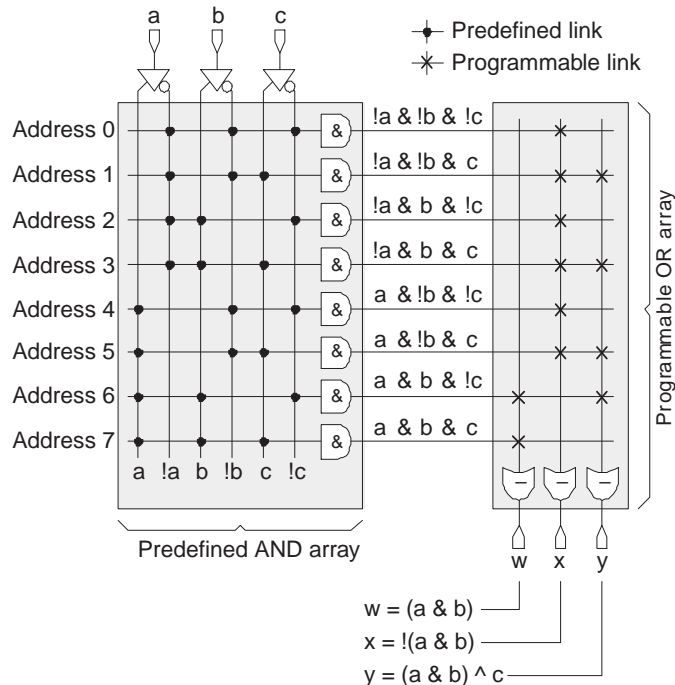 a b c
Predefined link
Programmable link
Address 0 & !a & !b & !c
Address 1 & !a & !b & c
Address 2 & !a & b & !c
Address 3 & !a & b & c
Address 4 & a & !b & !c
Address 5 & a & !b & c
Address 6 & a & b & !c
Address 7 & a & b & c
a !a b !b c !c
Predefined AND array
Programmable OR array
w x y
w = (a & b)
x = !(a & b)
y = (a & b) ^ c